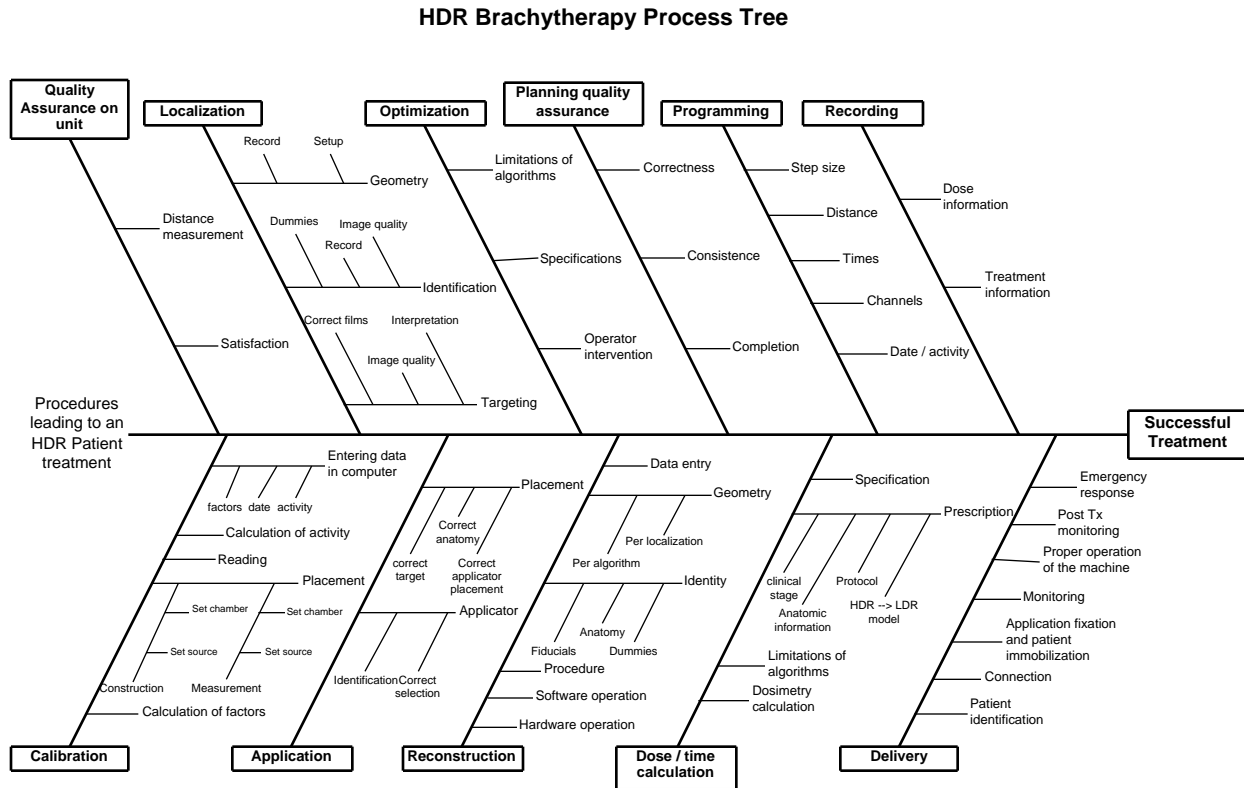 HDR Brachytherapy Process Tree
Quality
Assurance on
unit
Localization
Optimization
Planning quality
assurance
Programming
Recording
Distance
measurement
Satisfaction
Record
Setup
Geometry
Dummies
Image quality
Record
Identification
Correct films
Interpretation
Image quality
Targeting
Limitations of
algorithms
Specifications
Operator
intervention
Correctness
Consistence
Completion
Step size
Distance
Times
Channels
Date / activity
Dose
information
Treatment
information
Procedures
leading to an
HDR Patient
treatment
Successful
Treatment
Entering data
in computer
factors
date
activity
Calculation of activity
Reading
Placement
Set chamber
Set chamber
Set source
Set source
Construction
Measurement
Calculation of factors
Placement
Correct
anatomy
correct
target
Correct
applicator
placement
Applicator
Identification
Correct
selection
Data entry
Geometry
Per localization
Per algorithm
Identity
Anatomy
Fiducials
Dummies
Procedure
Software operation
Hardware operation
Specification
Prescription
clinical
stage
Protocol
Anatomic
information
HDR --> LDR
model
Limitations of
algorithms
Dosimetry
calculation
Emergency
response
Post Tx
monitoring
Proper operation
of the machine
Monitoring
Application fixation
and patient
immobilization
Connection
Patient
identification
Calibration
Application
Reconstruction
Dose / time
calculation
Delivery